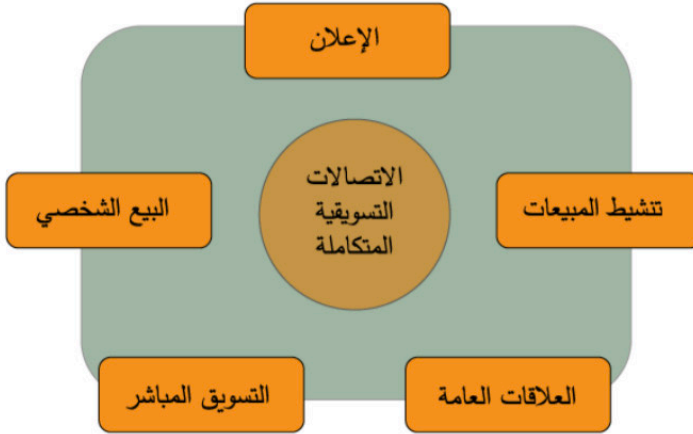 الإعلان
الاتصالات
التسويقية
المتكاملة
تنشيط المبيعات
البيع الشخصي
العلاقات العامة
التسويق المباشر